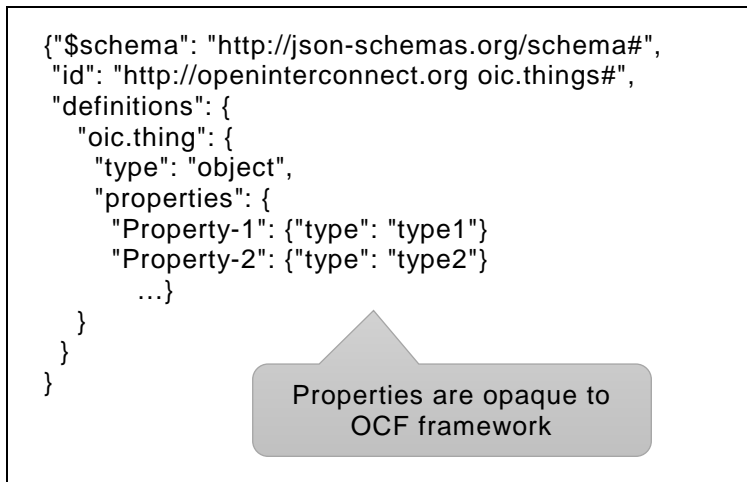 {"$schema": "http://json-schemas.org/schema#",
"id": "http://openinterconnect.org oic.things#",
"definitions": {
"oic.thing": {
"type": "object",
"properties": {
"Property-1": {"type": "type1"}
"Property-2": {"type": "type2"}
...}
}
}
}
Properties are opaque to
OCF framework